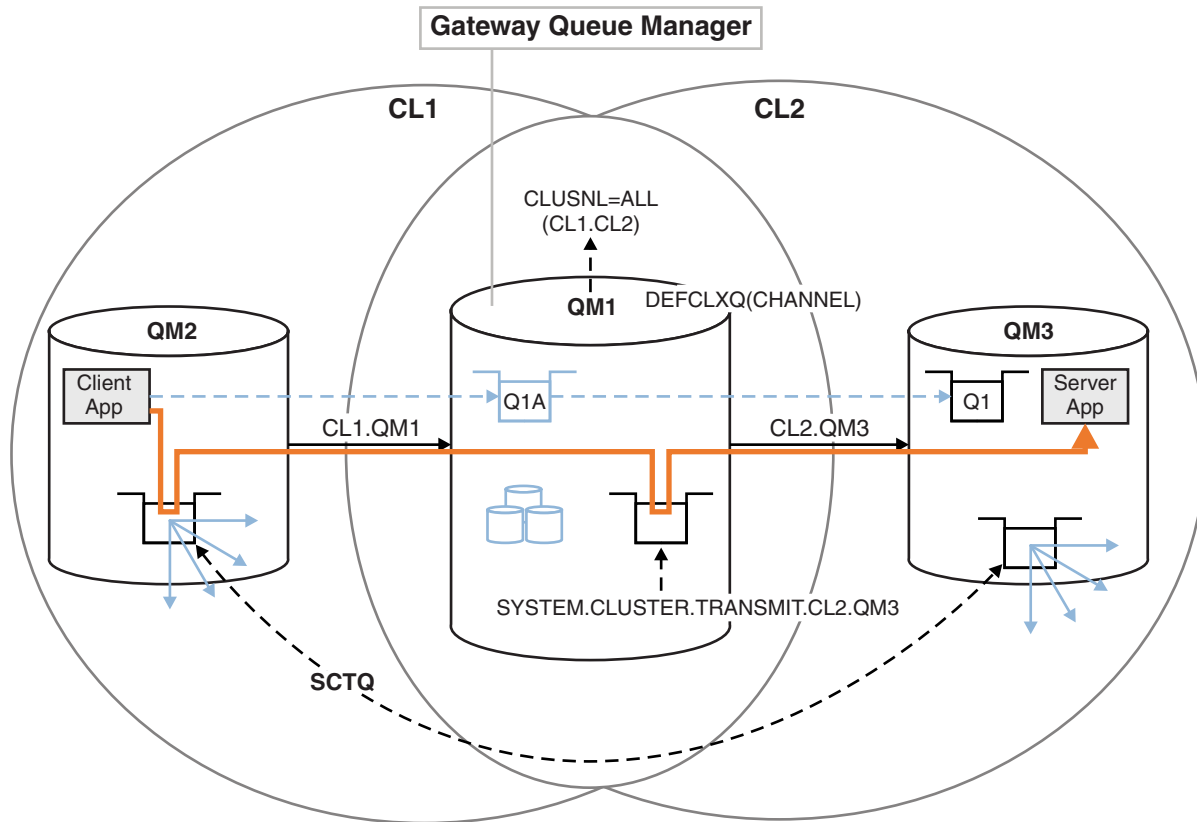 Gateway Queue Manager
CL1
CL2
CLUSNL=ALL
(CL1.CL2)
QM1
DEFCLXQ(CHANNEL)
QM2
QM3
Client
App
Q1A
Q1
Server
App
CL1.QM1
CL2.QM3
SYSTEM.CLUSTER.TRANSMIT.CL2.QM3
SCTQ